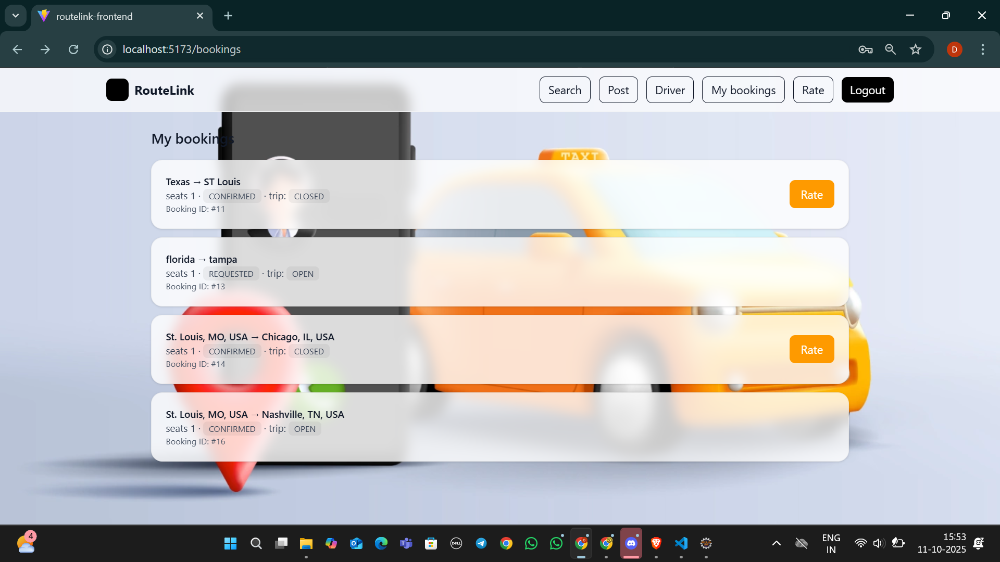 routelink-frontend
localhost:5173/bookings
D
RouteLink
Search
Post
Driver
My bookings
Rate
Logout
My bookings
TAXI
Texas → ST Louis
seats 1 · CONFIRMED · trip: CLOSED
Booking ID: #11
Rate
florida → tampa
seats 1 · REQUESTED · trip: OPEN
Booking ID: #13
St. Louis, MO, USA → Chicago, IL, USA
seats 1 · CONFIRMED · trip: CLOSED
Booking ID: #14
Rate
St. Louis, MO, USA → Nashville, TN, USA
seats 1 · CONFIRMED · trip: OPEN
Booking ID: #16
4
DELL
ENG
IN
15:53
11-10-2025